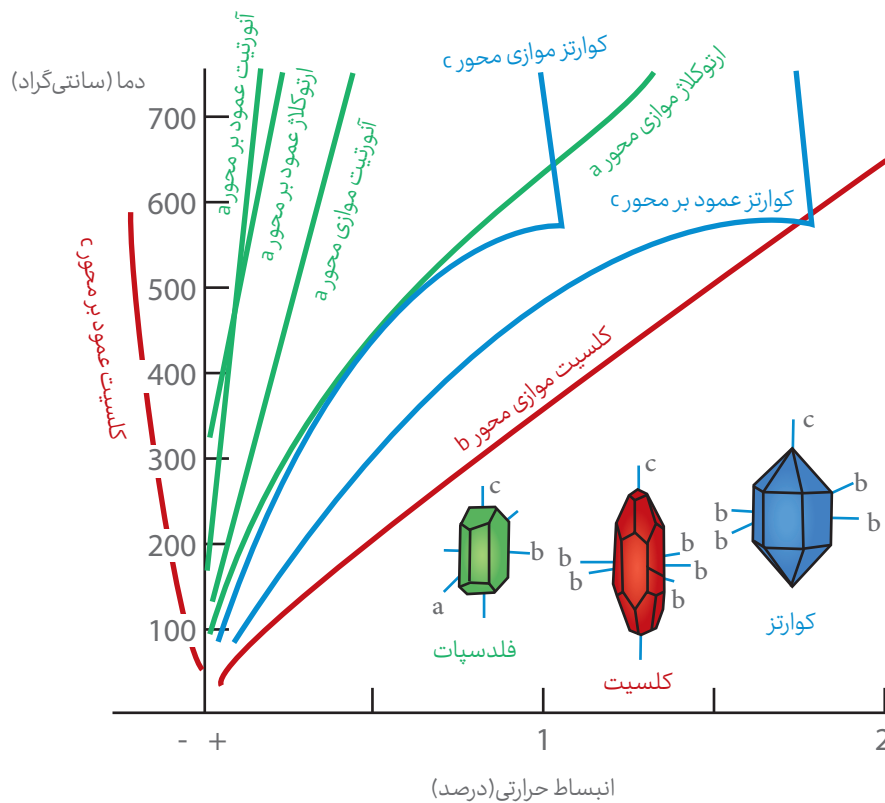 دما (سانتی‌گراد)
700
600
500
400
300
200
100
- +
1
2
انبساط حرارتی(درصد)
آنورتیت عمود بر محور a
ارتوکلاژ عمود بر محور a
آنورتیت موازی محور a
کوارتز موازی محور c
ارتوکلاژ موازی محور a
کوارتز عمود بر محور c
کلسیت موازی محور b
کلسیت عمود بر محور c
c
b
a
فلدسپات
c
b
b
b
b
b
کلسیت
c
b
b
b
b
کوارتز